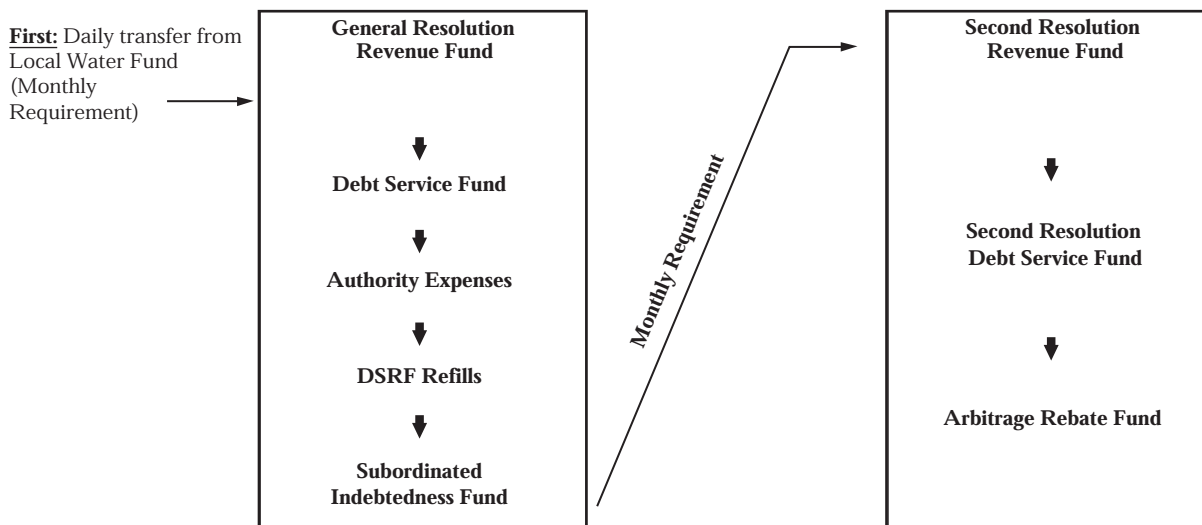 First: Daily transfer from
Local Water Fund
(Monthly
Requirement)
General Resolution
Revenue Fund
Debt Service Fund
Authority Expenses
DSRF Refills
Subordinated
Indebtedness Fund
Monthly Requirement
Second Resolution
Revenue Fund
Second Resolution
Debt Service Fund
Arbitrage Rebate Fund